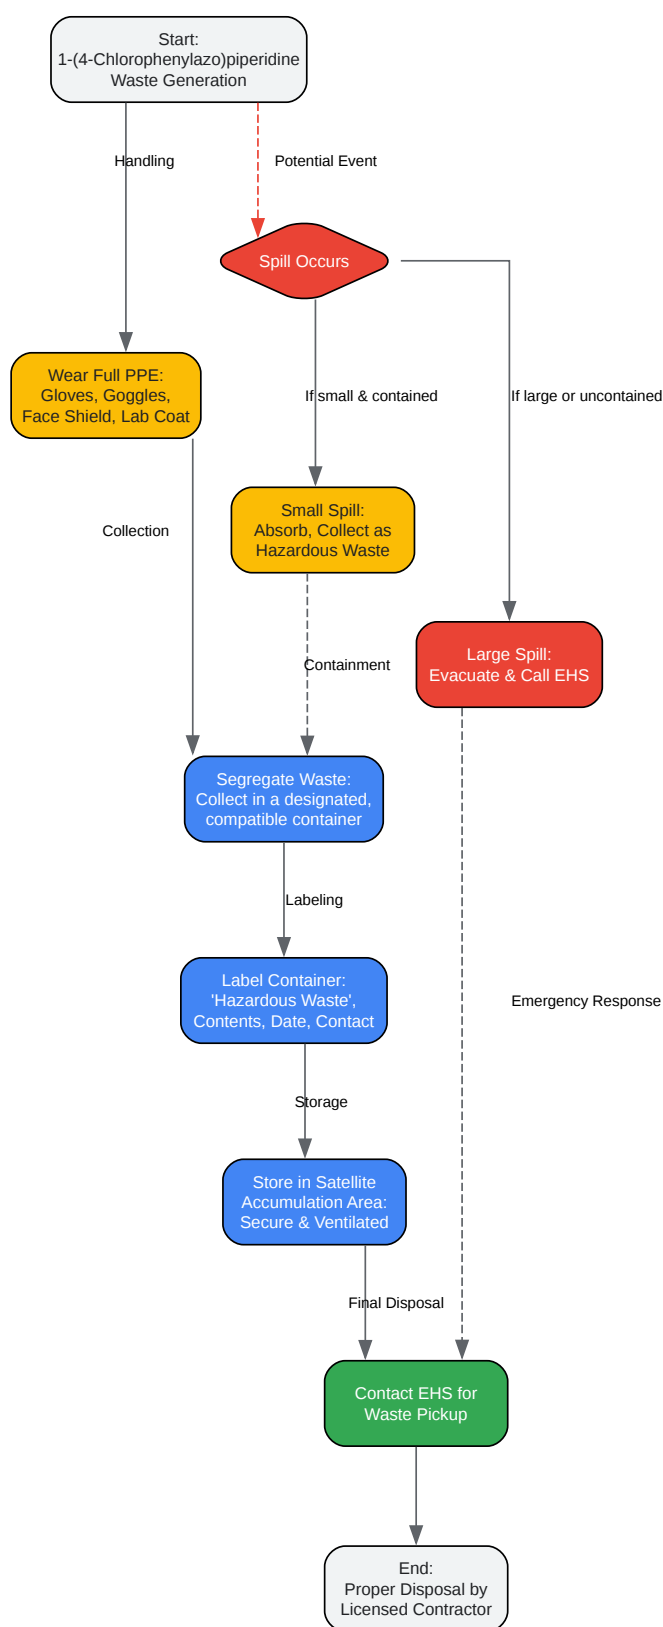 Start:
1-(4-Chlorophenylazo)piperidine
Waste Generation
Handling
Potential Event
Spill Occurs
Wear Full PPE:
Gloves, Goggles,
Face Shield, Lab Coat
If small & contained
If large or uncontained
Collection
Small Spill:
Absorb, Collect as
Hazardous Waste
Containment
Large Spill:
Evacuate & Call EHS
Segregate Waste:
Collect in a designated,
compatible container
Labeling
Label Container:
'Hazardous Waste',
Contents, Date, Contact
Emergency Response
Storage
Store in Satellite
Accumulation Area:
Secure & Ventilated
Final Disposal
Contact EHS for
Waste Pickup
End:
Proper Disposal by
Licensed Contractor